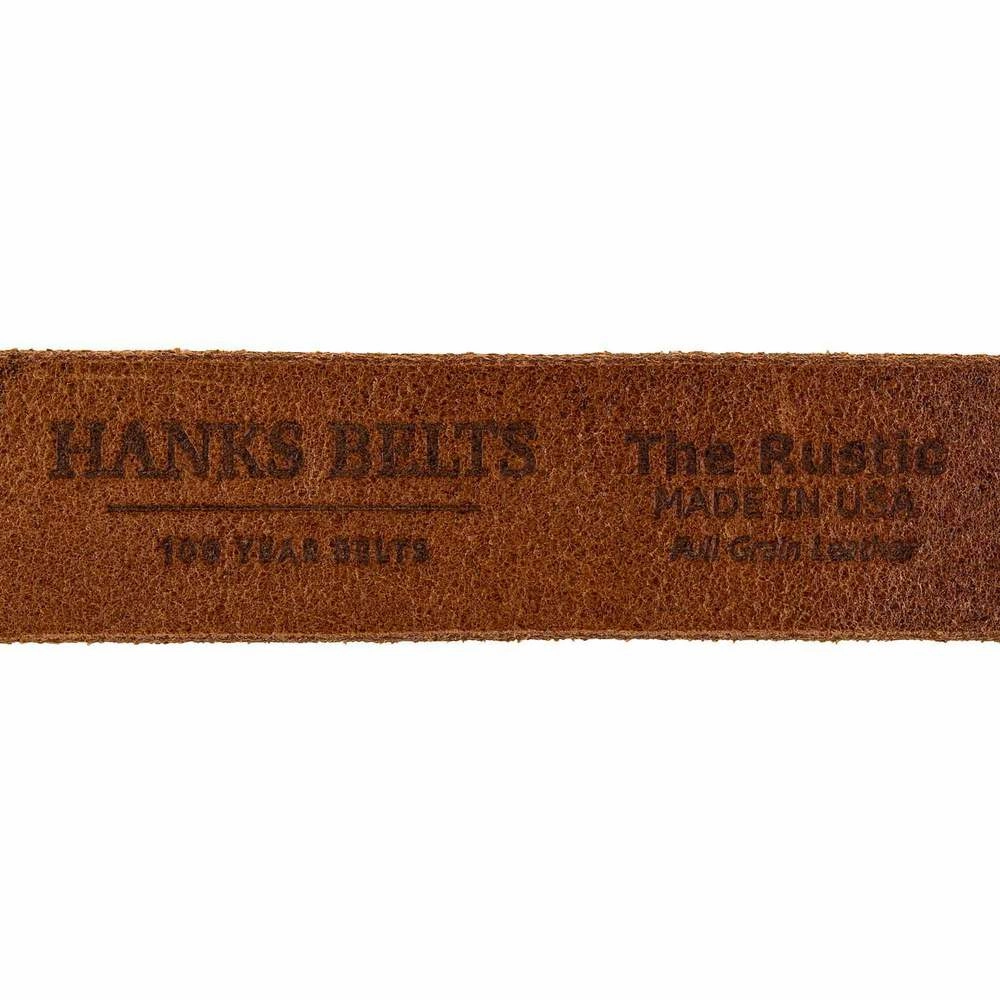 HANKS BELTS
100 YEAR BELTS
The Rustic
MADE IN USA
Full Grain Leather